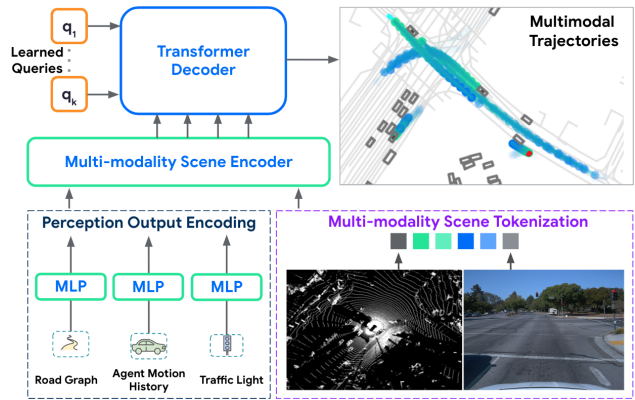 q1
Learned
Queries
qk
Transformer
Decoder
Multimodal
Trajectories
Multi-modality Scene Encoder
Perception Output Encoding
MLP
MLP
MLP
Road Graph
Agent Motion
History
Traffic Light
Multi-modality Scene Tokenization